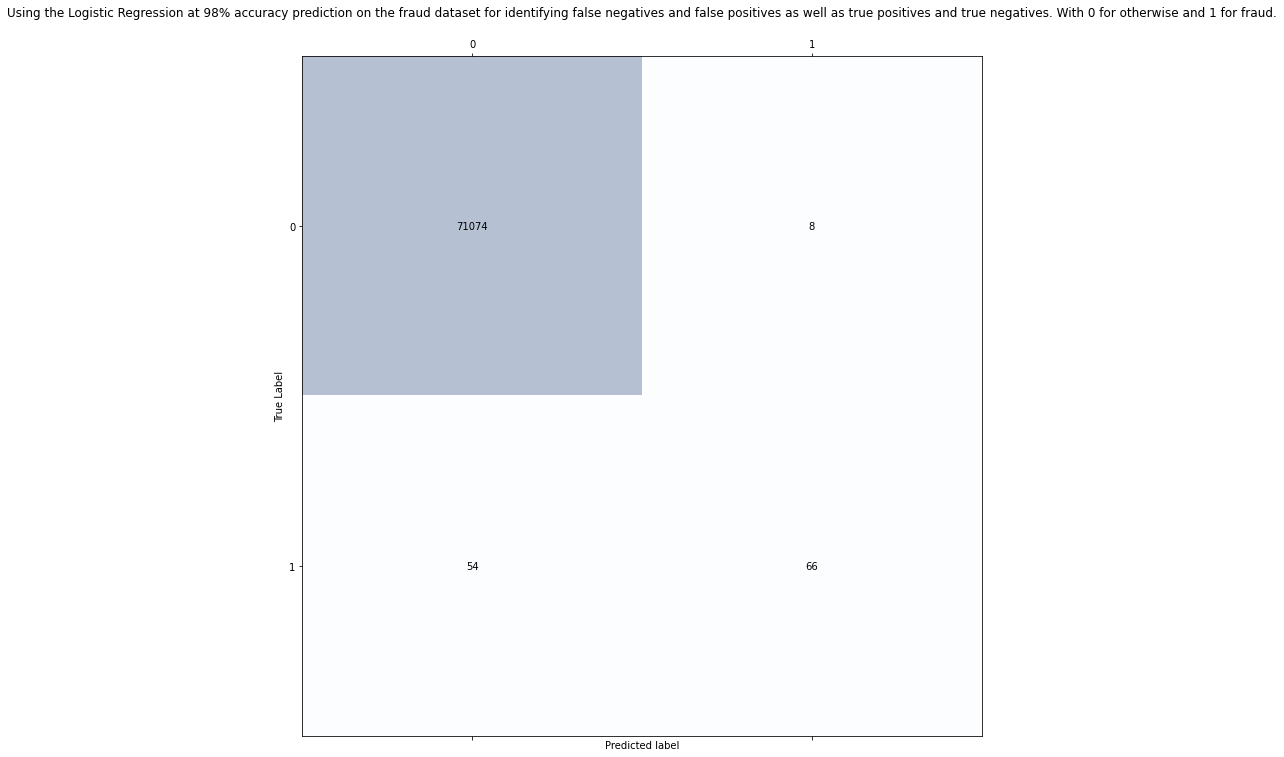 Using the Logistic Regression at 98% accuracy prediction on the fraud dataset for identifying false negatives and false positives as well as true positives and true negatives. With 0 for otherwise and 1 for fraud.
0 1
0 71074 8
True Label
1 54 66
Predicted label